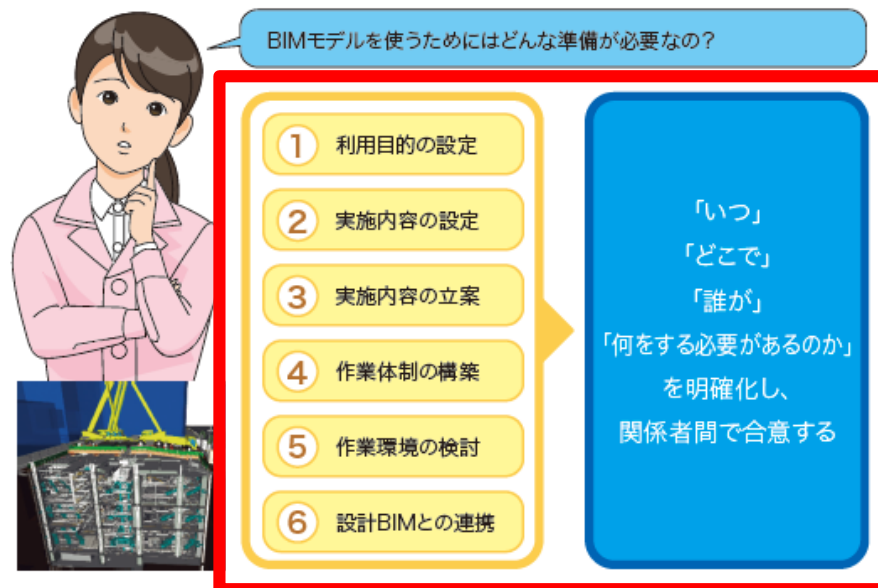 BIMモデルを使うためにはどんな準備が必要なの？
1 利用目的の設定
2 実施内容の設定
3 実施内容の立案
4 作業体制の構築
5 作業環境の検討
6 設計BIMとの連携
「いつ」
「どこで」
「誰が」
「何をする必要があるのか」
を明確化し、
関係者間で合意する